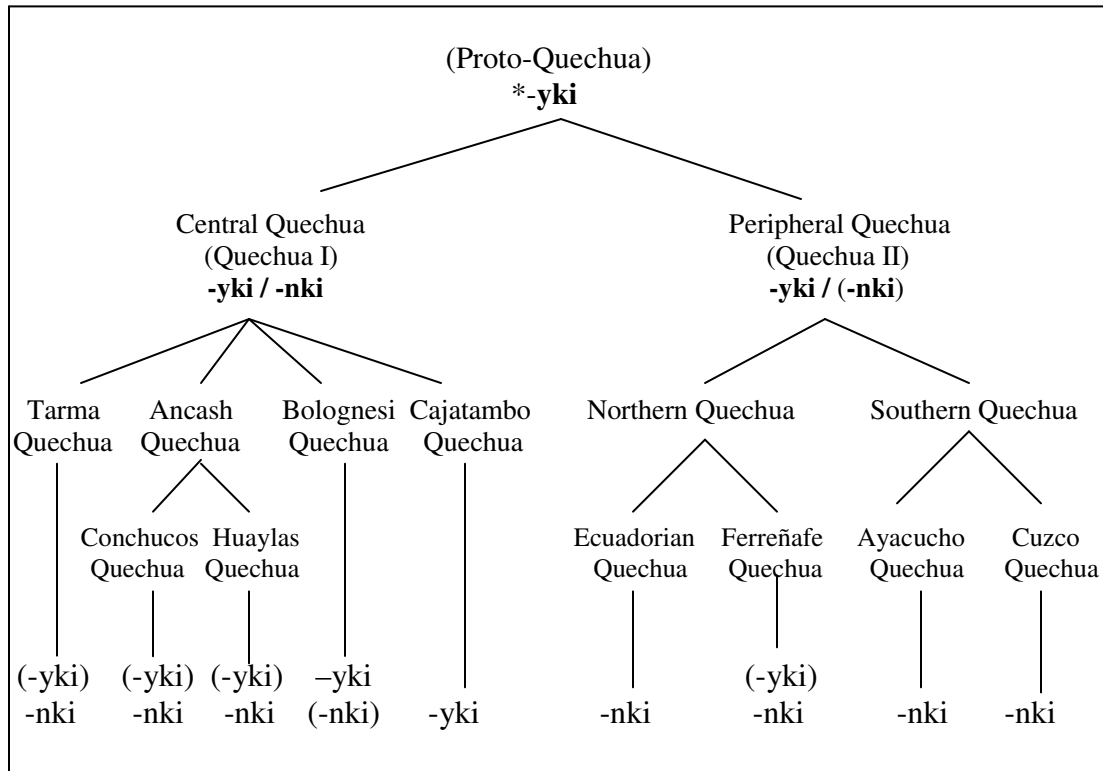 (Proto-Quechua)
*-yki
Central Quechua
(Quechua I)
-yki / -nki
Peripheral Quechua
(Quechua II)
-yki / (-nki)
Tarma
Quechua
Ancash
Quechua
Bolognesi
Quechua
Cajatambo
Quechua
Northern Quechua
Southern Quechua
Conchucos
Quechua
Huaylas
Quechua
Ecuadorian
Quechua
Ferreñafe
Quechua
Ayacucho
Quechua
Cuzco
Quechua
(-yki)
-nki
(-yki)
-nki
(-yki)
-nki
–yki
(-nki)
-yki
-nki
(-yki)
-nki
-nki
-nki